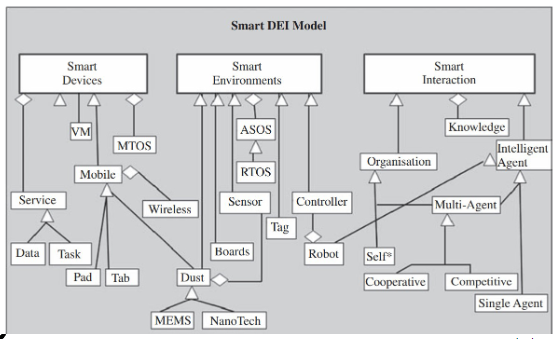 Smart DEI Model
Smart
Devices
Smart
Environments
Smart
Interaction
VM
MTOS
ASOS
RTOS
Knowledge
Intelligent
Agent
Organisation
Mobile
Service
Wireless
Sensor
Tag
Controller
Multi-Agent
Data
Task
Boards
Robot
Self*
Pad
Tab
Dust
Cooperative
Competitive
Single Agent
MEMS
NanoTech